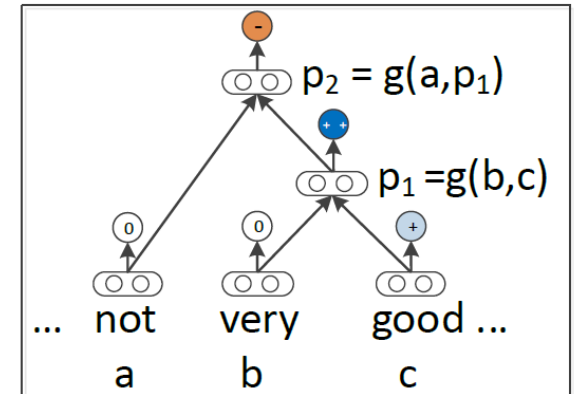 -
p₂ = g(a,p₁)
+ +
p₁ =g(b,c)
0 0 +
... not very good ...
a b c